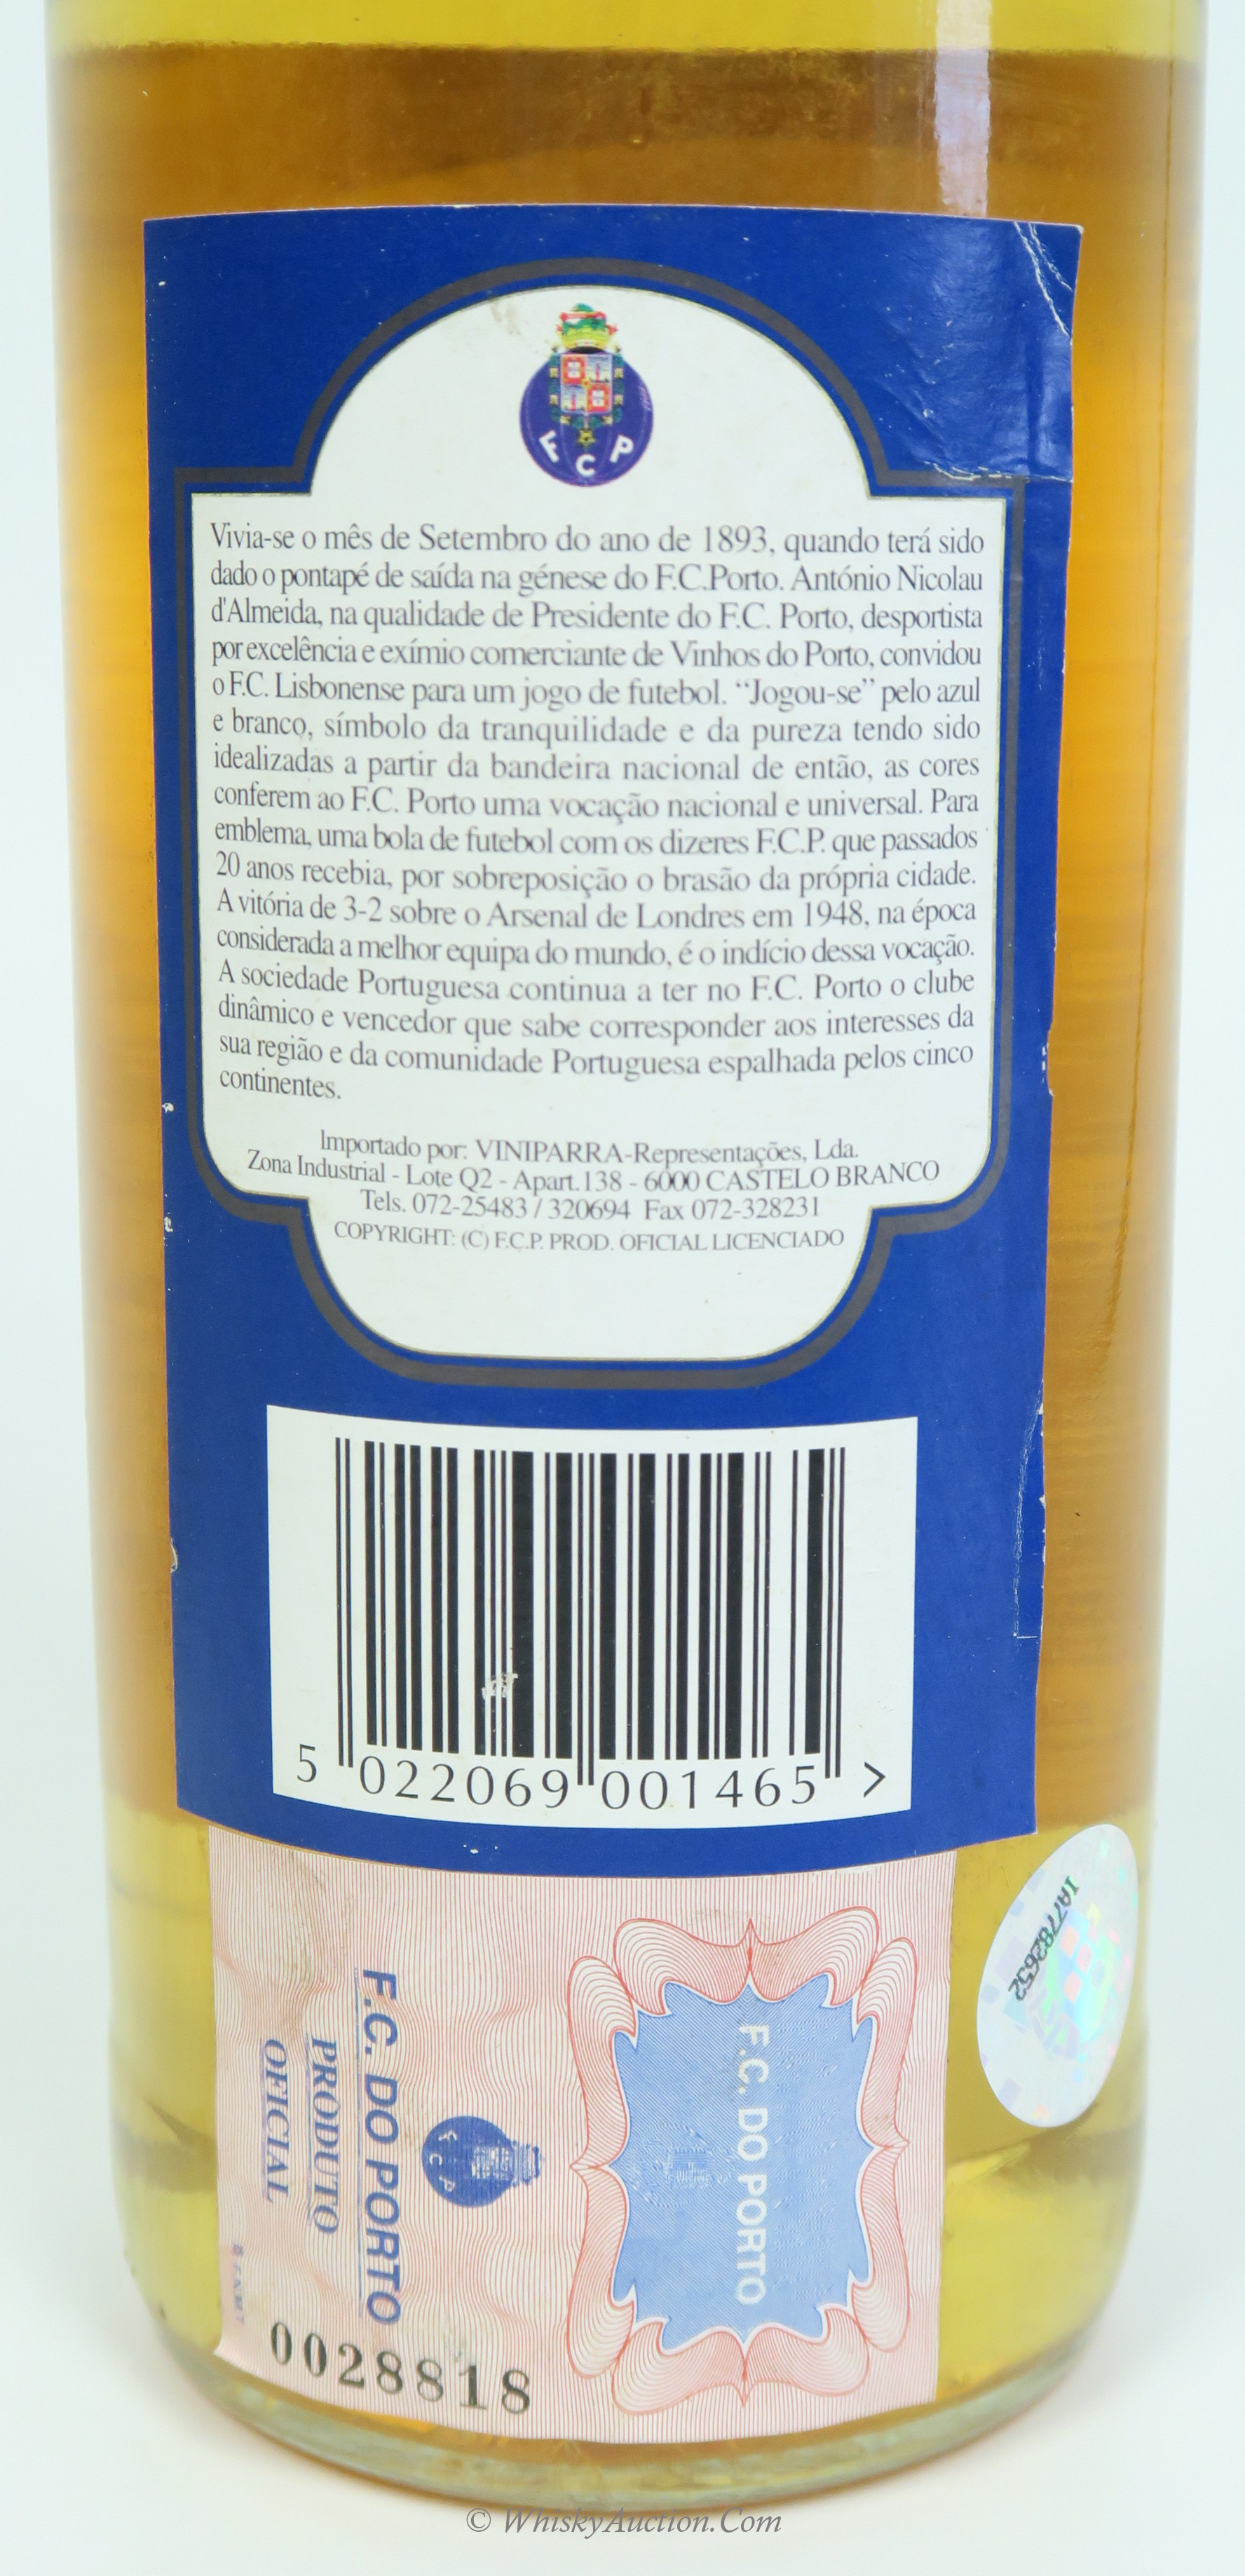 F C P
Vivia-se o mês de Setembro do ano de 1893, quando terá sido
dado o pontapé de saída na génese do F.C.Porto. António Nicolau
d'Almeida, na qualidade de Presidente do F.C. Porto, desportista
por excelência e exímio comerciante de Vinhos do Porto, convidou
o F.C. Lisbonense para um jogo de futebol. “Jogou-se” pelo azul
e branco, símbolo da tranquilidade e da pureza tendo sido
idealizadas a partir da bandeira nacional de então, as cores
conferem ao F.C. Porto uma vocação nacional e universal. Para
emblema, uma bola de futebol com os dizeres F.C.P. que passados
20 anos recebia, por sobreposição o brasão da própria cidade.
A vitória de 3-2 sobre o Arsenal de Londres em 1948, na época
considerada a melhor equipa do mundo, é o indício dessa vocação.
A sociedade Portuguesa continua a ter no F.C. Porto o clube
dinâmico e vencedor que sabe corresponder aos interesses da
sua região e da comunidade Portuguesa espalhada pelos cinco
continentes.
Importado por: VINIPARRA-Representações, Lda.
Zona Industrial - Lote Q2 - Apart.138 - 6000 CASTELO BRANCO
Tels. 072-25483 / 320694 Fax 072-328231
COPYRIGHT: (C) F.C.P. PROD. OFICIAL LICENCIADO
5 022069 001465 >
IA7782652
F.C. DO PORTO
F C P
F.C. DO PORTO
PRODUTO
OFICIAL
0028818
© WhiskyAuction.Com